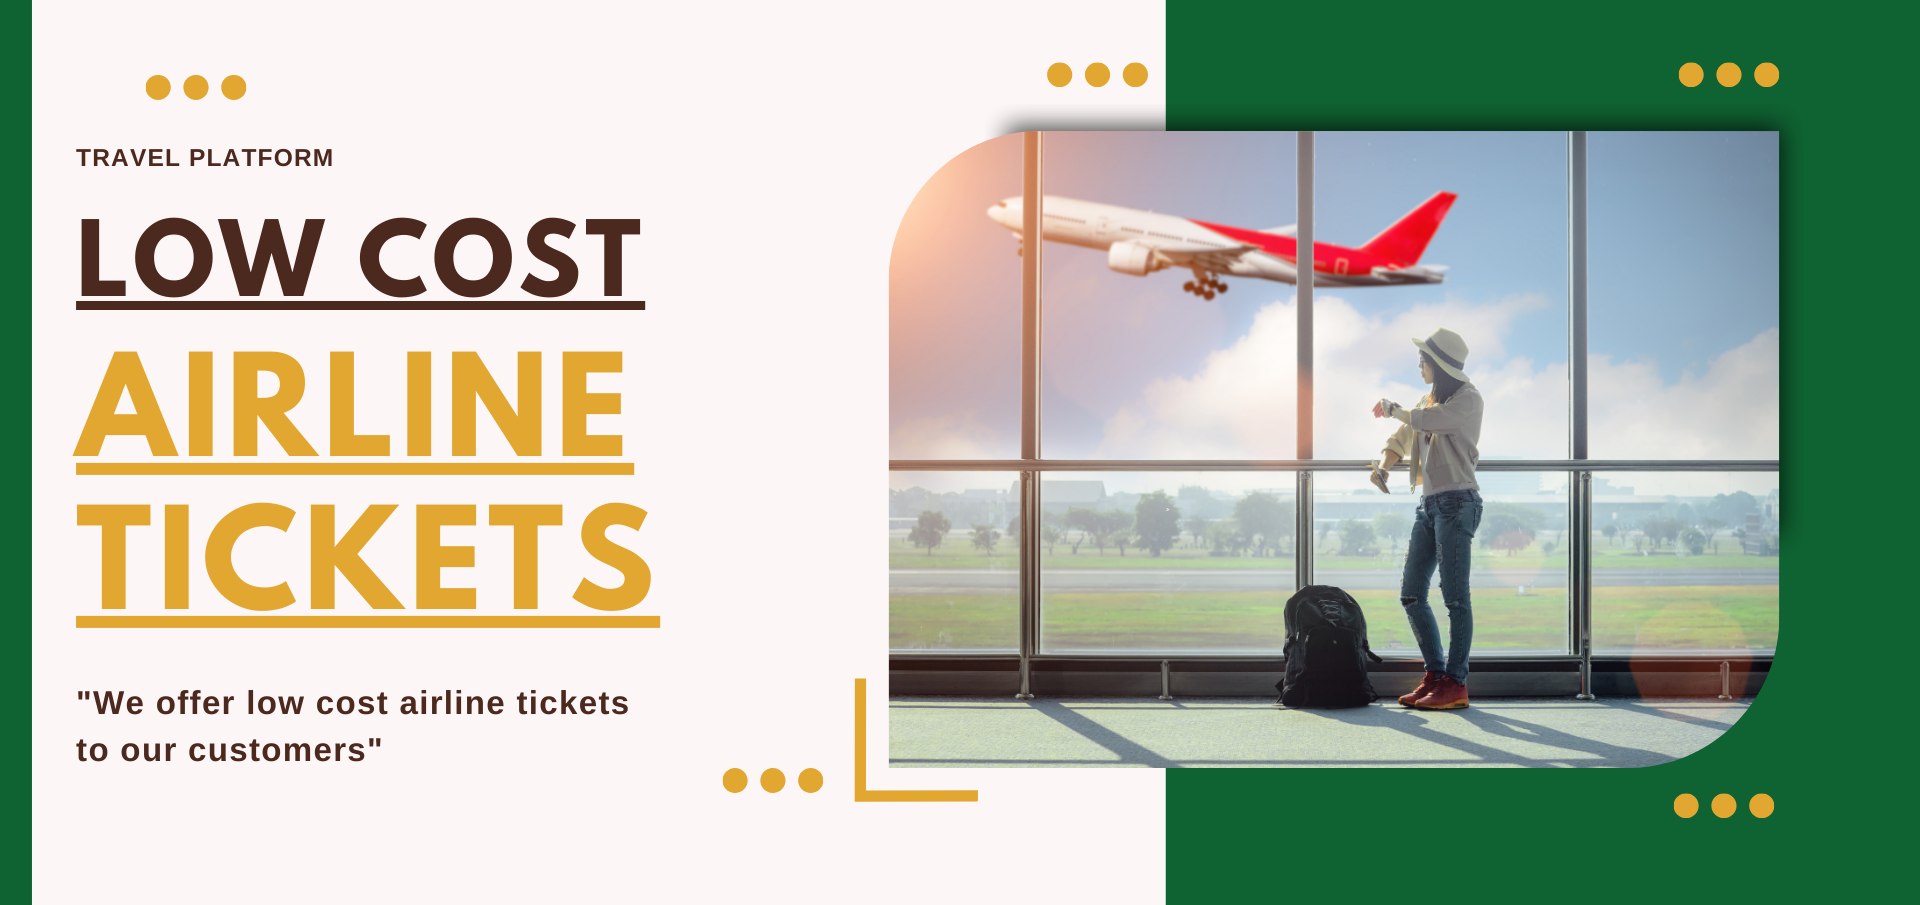 TRAVEL PLATFORM
LOW COST
AIRLINE
TICKETS
"We offer low cost airline tickets
to our customers"